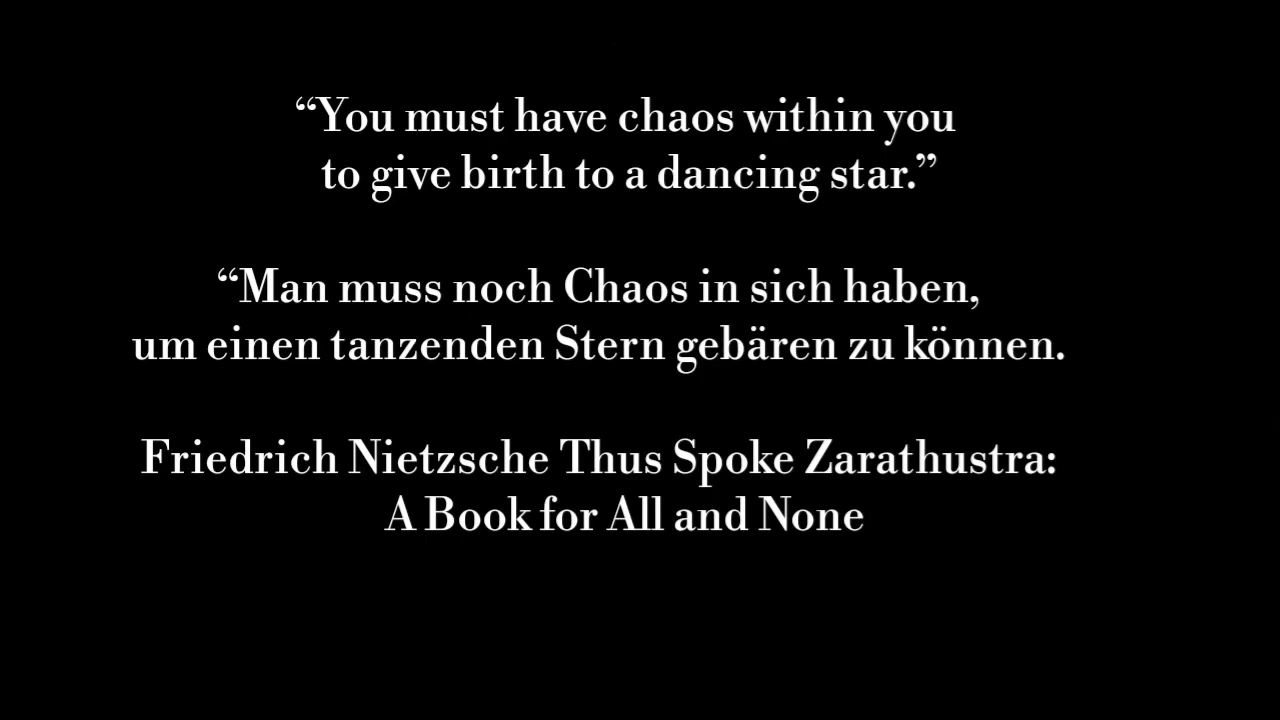 “You must have chaos within you
to give birth to a dancing star.”
“Man muss noch Chaos in sich haben,
um einen tanzenden Stern gebären zu können.
Friedrich Nietzsche Thus Spoke Zarathustra:
A Book for All and None